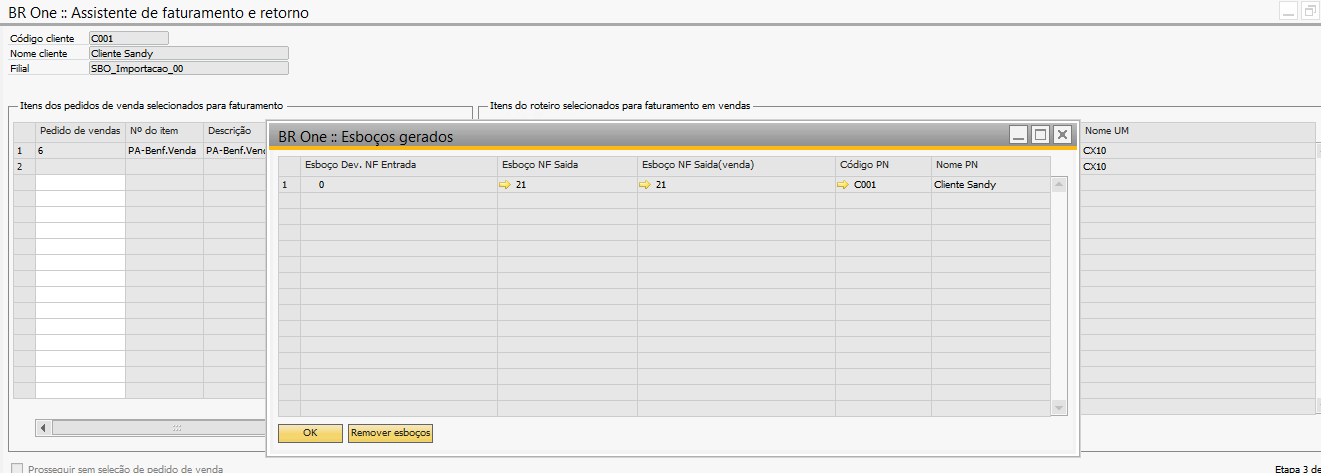 BR One :: Assistente de faturamento e retorno
Código cliente C001
Nome cliente Cliente Sandy
Filial SBO_Importacao_00
Itens dos pedidos de venda selecionados para faturamento
Itens do roteiro selecionados para faturamento em vendas
Pedido de vendas Nº do item Descrição Nome UM
1 6 PA-Benf.Venda PA-Benf.Venc CX10
2 CX10
BR One :: Esboços gerados
Esboço Dev. NF Entrada Esboço NF Saida Esboço NF Saida(venda) Código PN Nome PN
1 0 21 21 C001 Cliente Sandy
OK Remover esboços
Prosseguir sem seleção de pedido de venda
Etapa 3 de